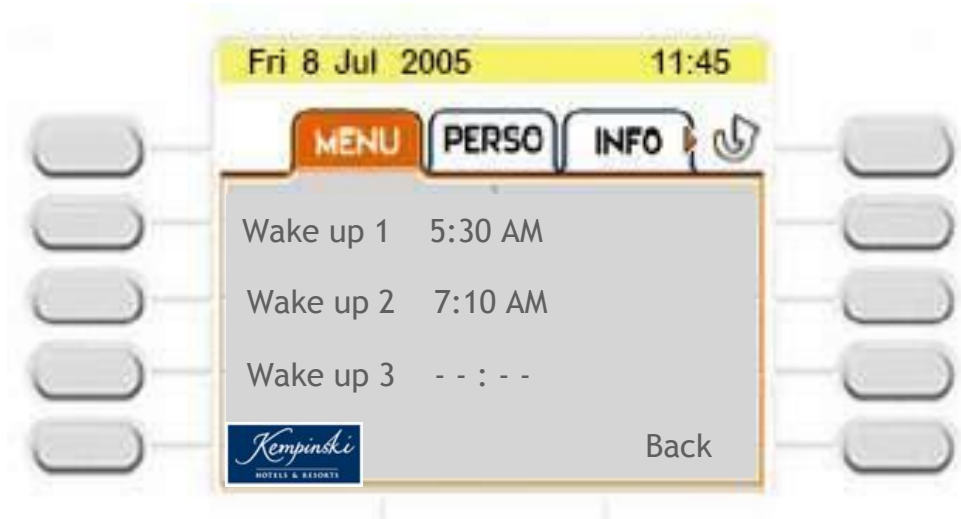 Fri 8 Jul 2005 11:45
MENU PERSO INFO
Wake up 1 5:30 AM
Wake up 2 7:10 AM
Wake up 3 - - : - -
Kempinski
HOTELS & RESORTS
Back